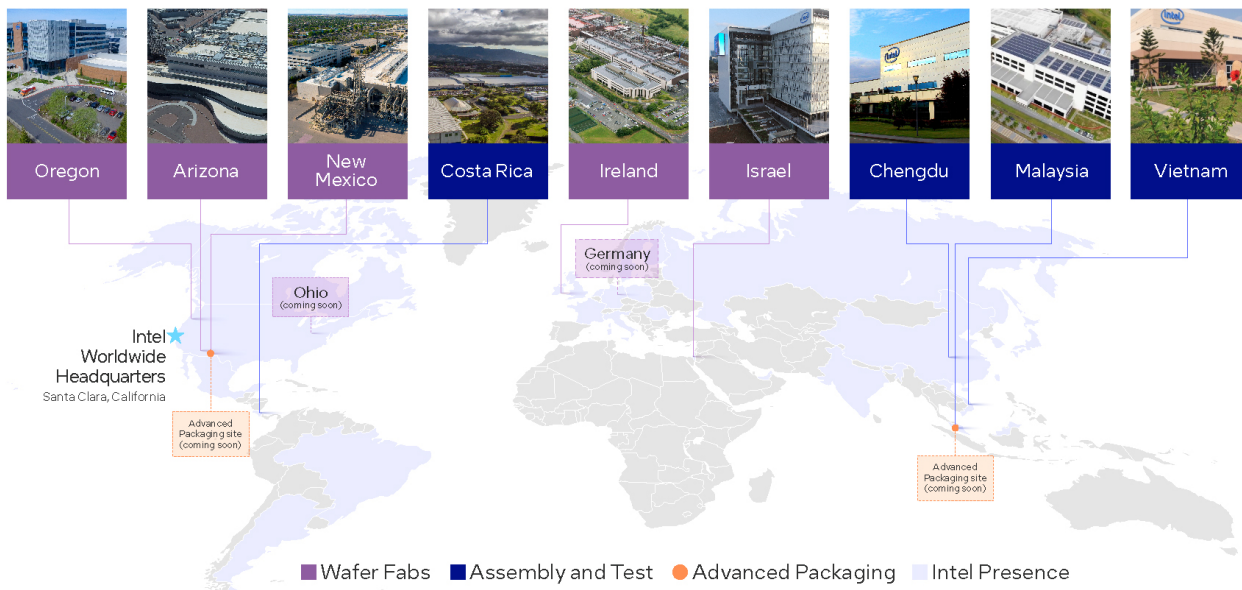 intel
intel
Oregon
Arizona
New
Mexico
Costa Rica
Ireland
Israel
Chengdu
Malaysia
Vietnam
Germany
(coming soon)
Ohio
(coming soon)
Intel
Worldwide
Headquarters
Santa Clara, California
Advanced
Packaging site
(coming soon)
Advanced
Packaging site
(coming soon)
Wafer Fabs
Assembly and Test
Advanced Packaging
Intel Presence